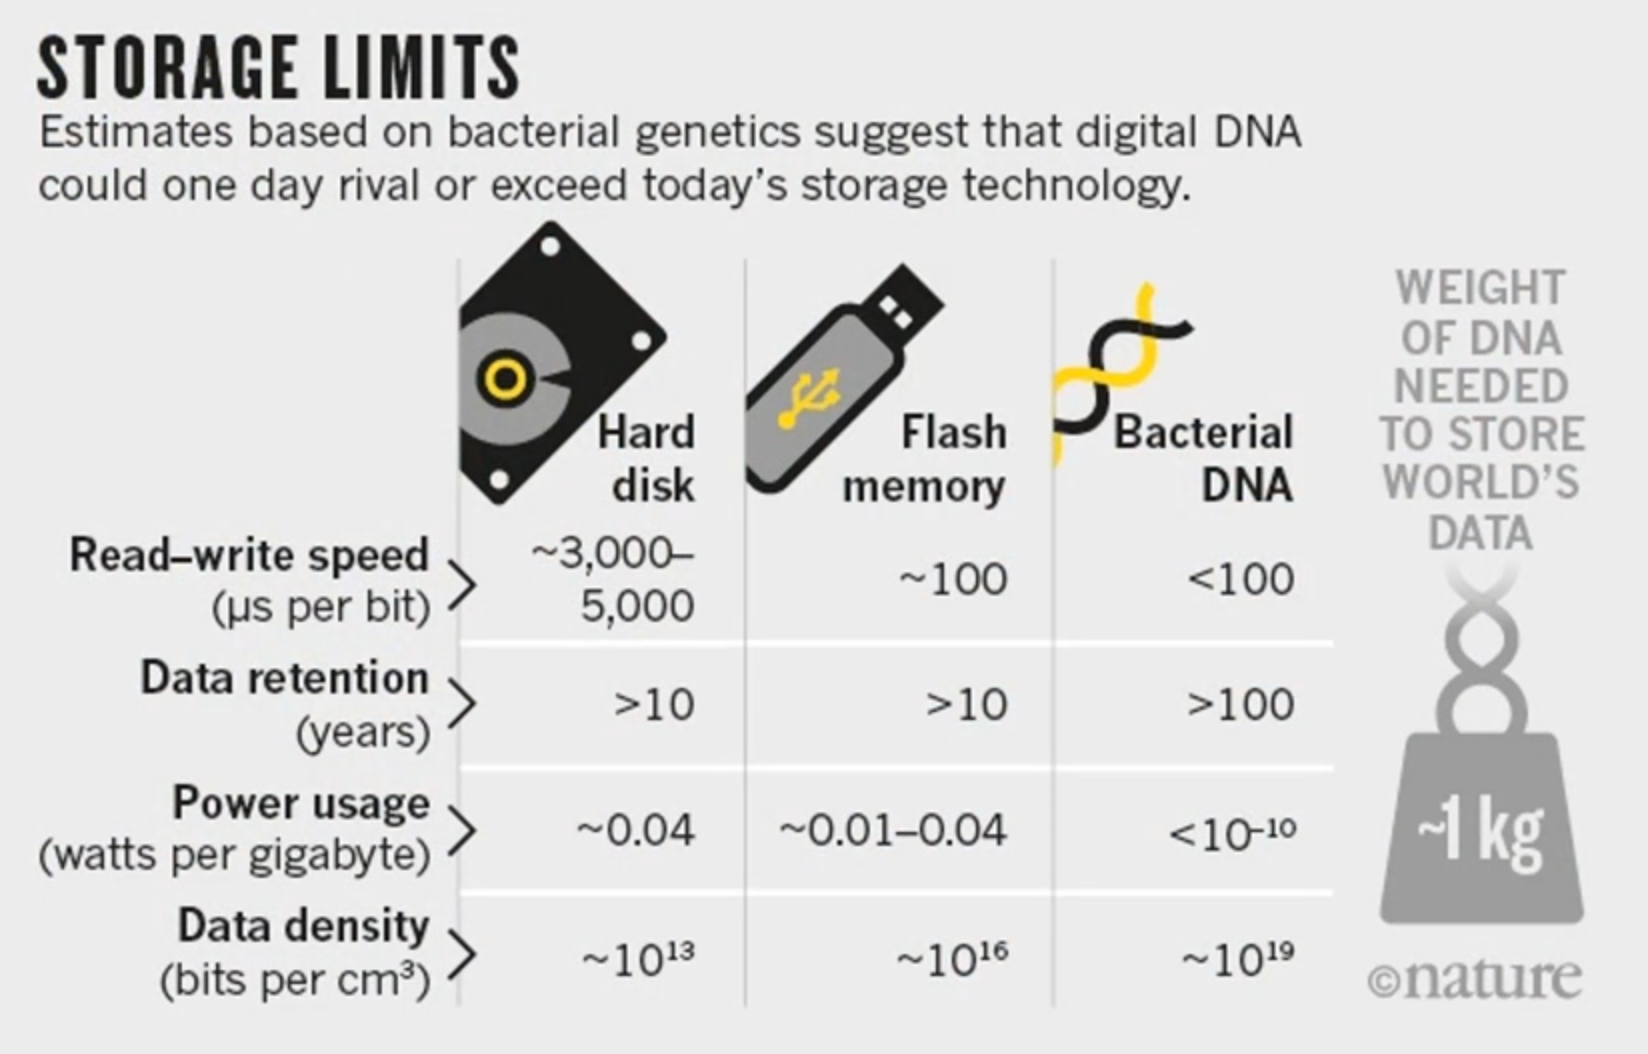 STORAGE LIMITS
Estimates based on bacterial genetics suggest that digital DNA
could one day rival or exceed today's storage technology.
Hard
disk
Flash
memory
Bacterial
DNA
Read–write speed
(µs per bit)
~3,000–
5,000
~100
<100
Data retention
(years)
>10
>10
>100
Power usage
(watts per gigabyte)
~0.04
~0.01–0.04
<10⁻¹⁰
Data density
(bits per cm³)
~10¹³
~10¹⁶
~10¹⁹
WEIGHT
OF DNA
NEEDED
TO STORE
WORLD'S
DATA
~1 kg
©nature